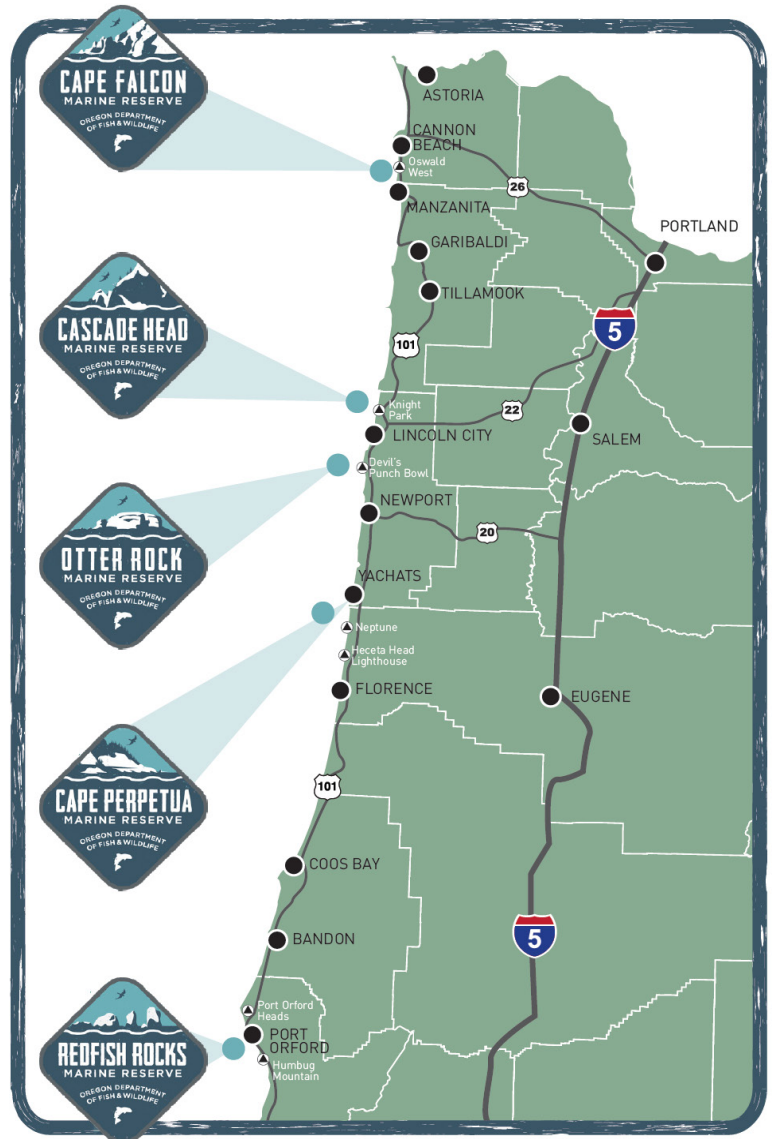 CAPE FALCON
MARINE RESERVE
OREGON DEPARTMENT
OF FISH & WILDLIFE
ASTORIA
CANNON
BEACH
Oswald
West
26
MANZANITA
PORTLAND
GARIBALDI
TILLAMOOK
CASCADE HEAD
MARINE RESERVE
OREGON DEPARTMENT
OF FISH & WILDLIFE
5
101
Knight
Park
22
LINCOLN CITY
SALEM
Devil's
Punch Bowl
OTTER ROCK
MARINE RESERVE
OREGON DEPARTMENT
OF FISH & WILDLIFE
NEWPORT
20
YACHATS
Neptune
Heceta Head
Lighthouse
FLORENCE
EUGENE
CAPE PERPETUA
MARINE RESERVE
OREGON DEPARTMENT
OF FISH & WILDLIFE
101
COOS BAY
BANDON
5
Port Orford
Heads
PORT
ORFORD
Humbug
Mountain
REDFISH ROCKS
MARINE RESERVE
OREGON DEPARTMENT
OF FISH & WILDLIFE